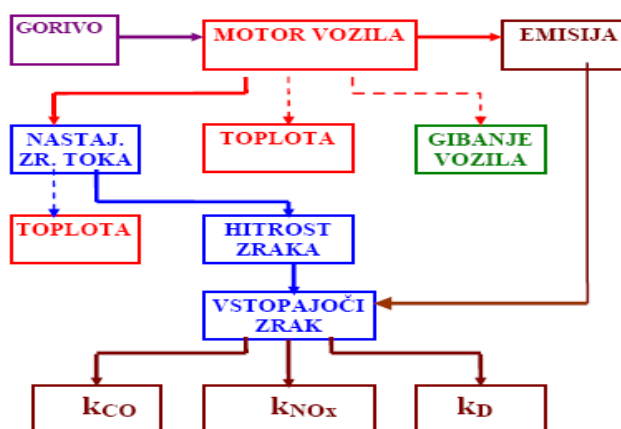 GORIVO
MOTOR VOZILA
EMISIJA
NASTAJ.
ZR. TOKA
TOPLOTA
GIBANJE
VOZILA
TOPLOTA
HITROST
ZRAKA
VSTOPAJOČI
ZRAK
kCO
kNOx
kD